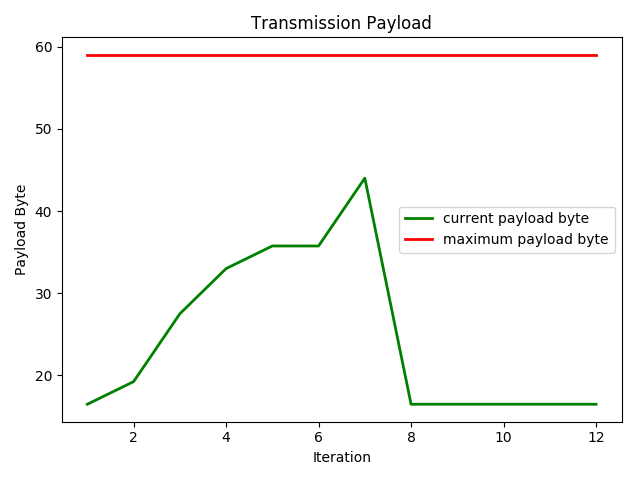 Transmission Payload
60
50
40
30
20
Payload Byte
current payload byte
maximum payload byte
2 4 6 8 10 12
Iteration